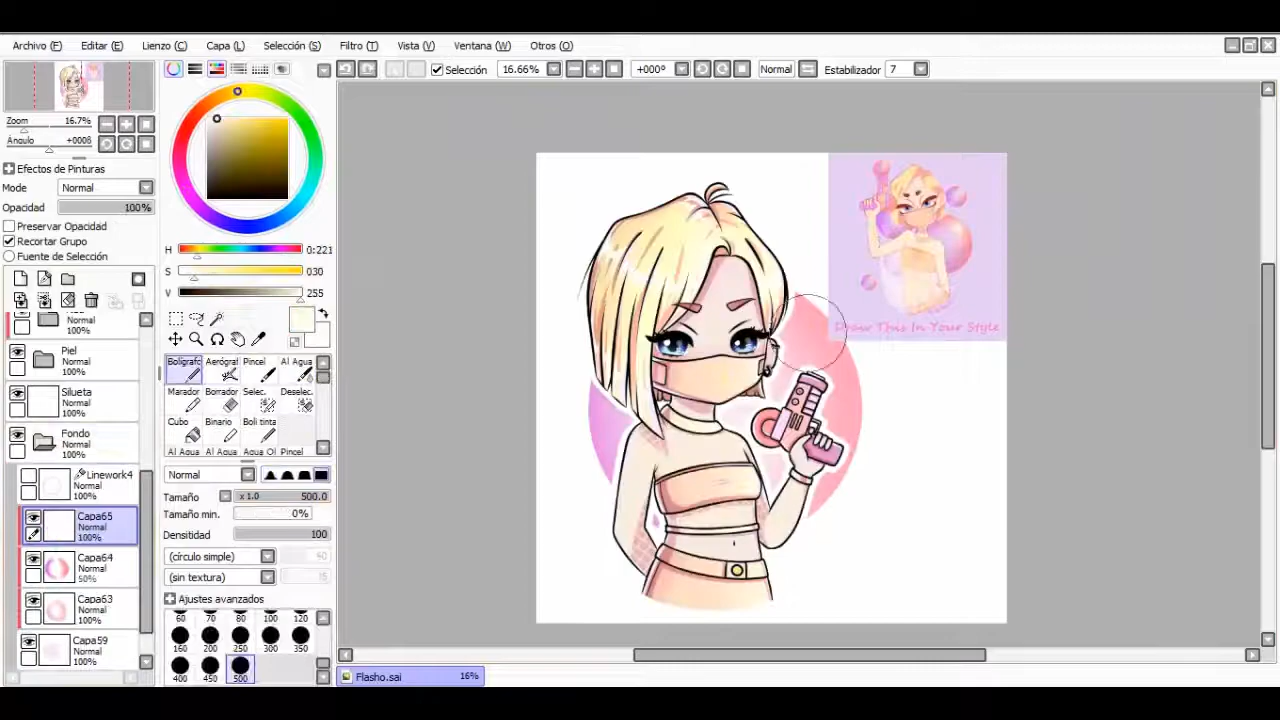 Archivo (F) Editar (E) Lienzo (C) Capa (L) Selección (S) Filtro (T) Vista (V) Ventana (W) Otros (O)
Selección 16.66% +000° Normal Estabilizador 7
Zoom 16.7%
Ángulo +000ß
Efectos de Pinturas
Mode Normal
Opacidad 100%
Preservar Opacidad
Recortar Grupo
Fuente de Selección
H 0:221
S 030
V 255
Piel
Normal
100%
Silueta
Normal
100%
Fondo
Normal
100%
Linework4
Normal
100%
Capa65
Normal
100%
Capa64
Normal
50%
Capa63
Normal
100%
Capa59
Normal
100%
Bolígrafo Aerógrf Pincel Al Agua
Marador Borrador Selec. Deselec.
Cubo Binario Boli tinta
Al Agua Al Agua Agua Ol Pincel
Normal
Tamaño x 1.0 500.0
Tamaño min. 0%
Densitidad 100
(círculo simple) 50
(sin textura)
Ajustes avanzados
60 70 80 100 120
160 200 250 300 350
400 450 500
Draw This In Your Style
Flasho.sai 16%